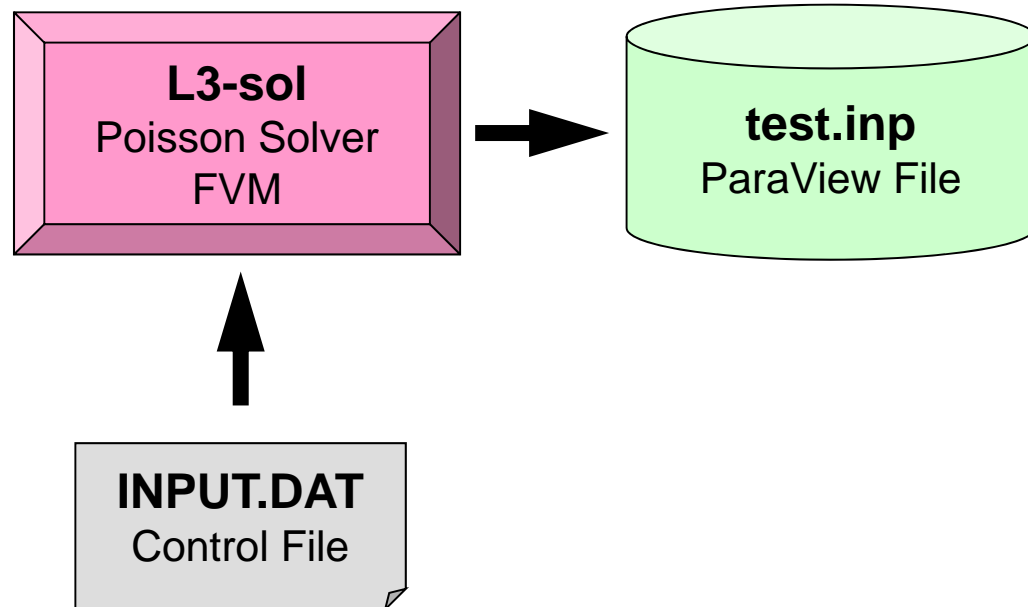 L3-sol
Poisson Solver
FVM
test.inp
ParaView File
INPUT.DAT
Control File